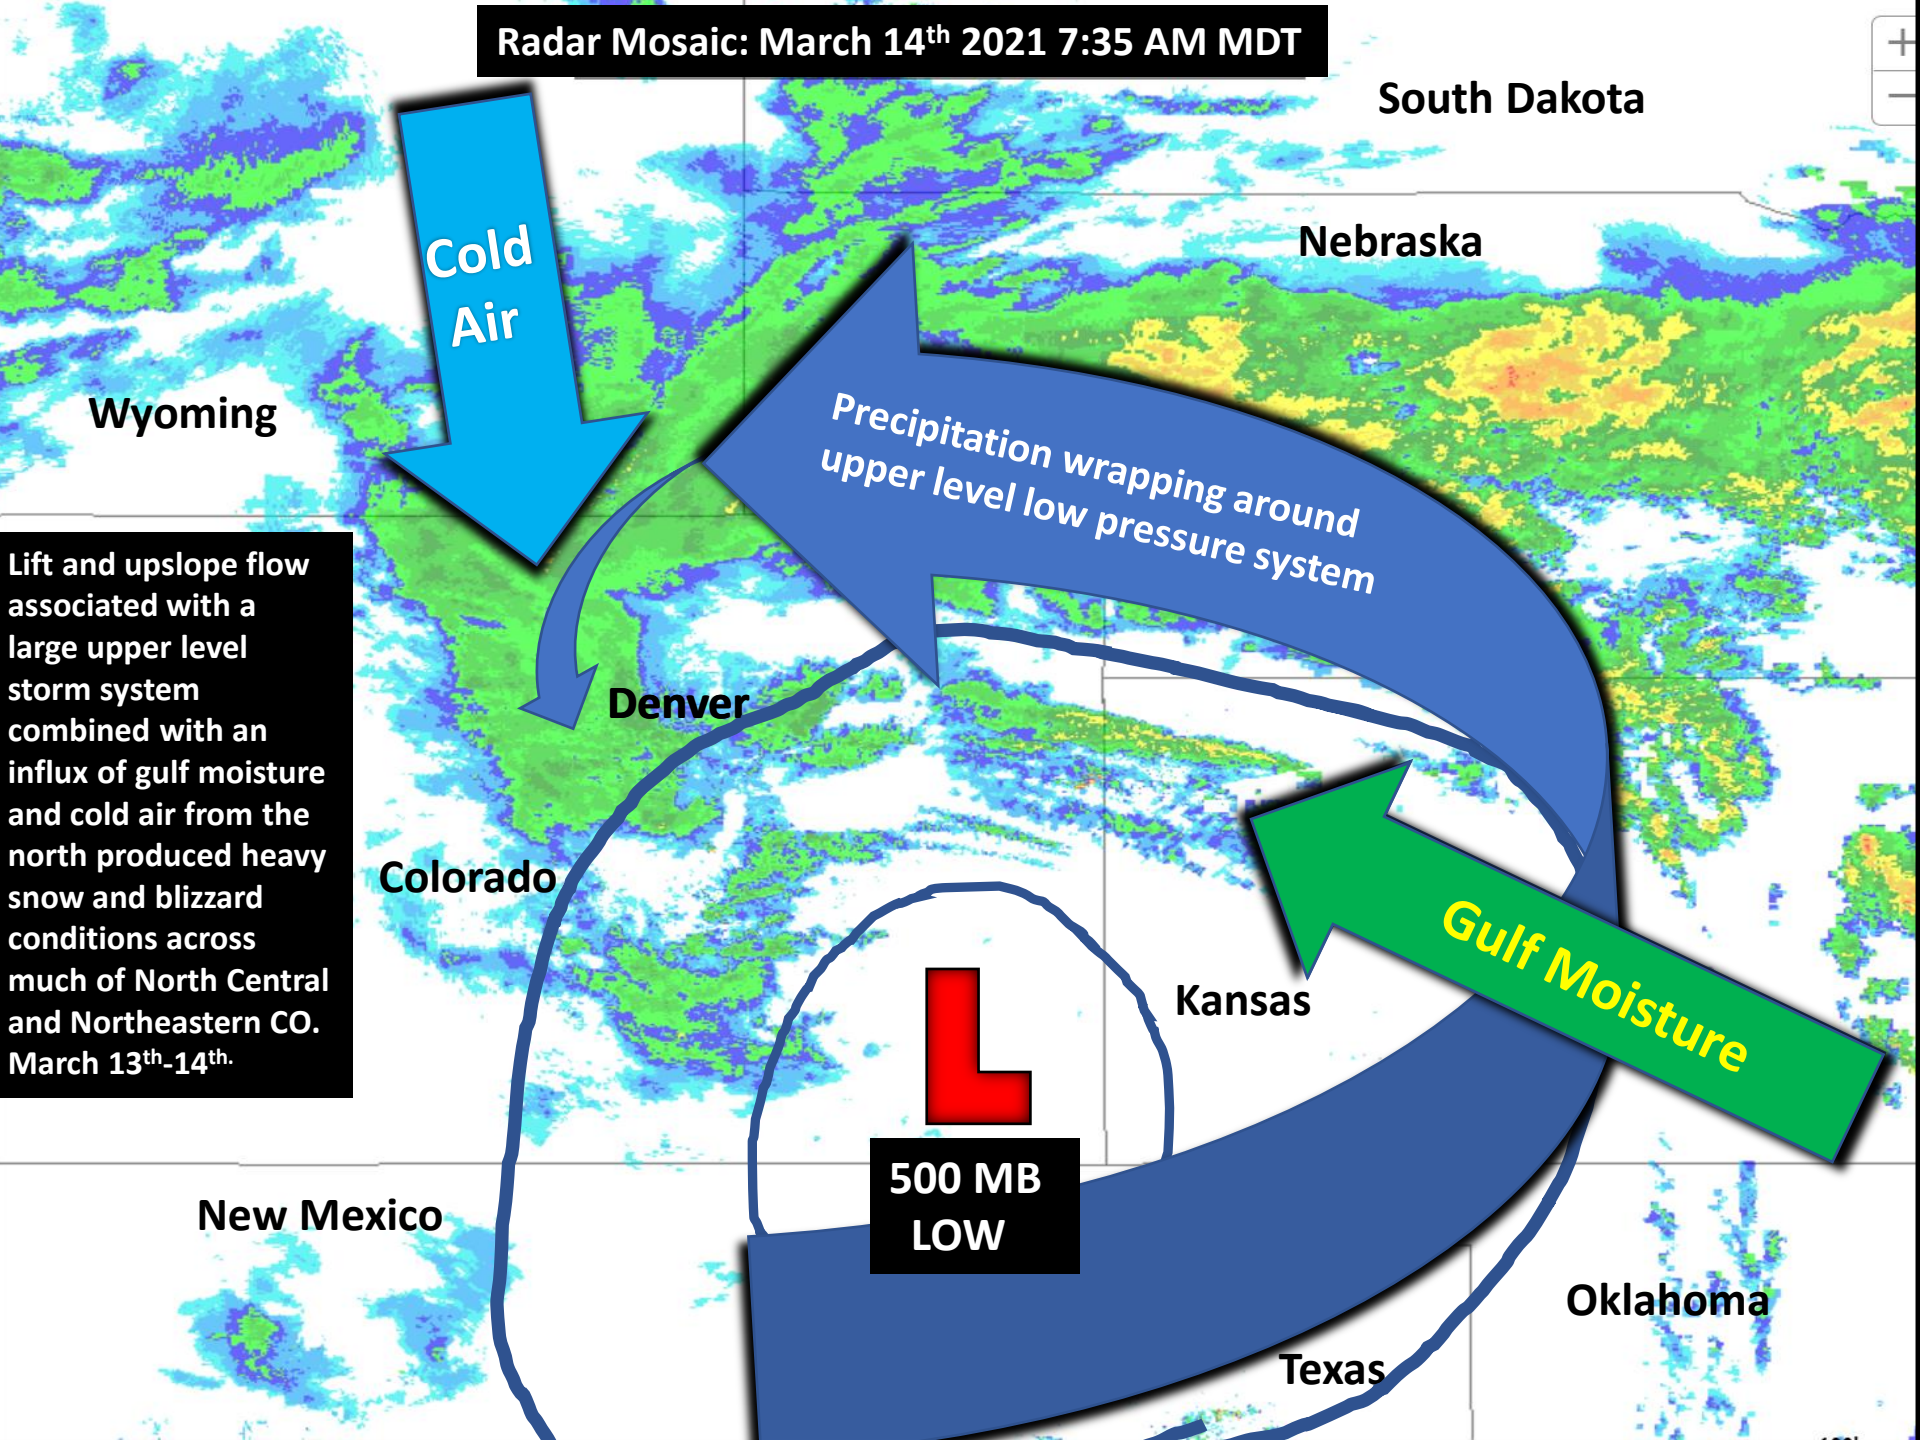 Radar Mosaic: March 14th 2021 7:35 AM MDT
+
−
South Dakota
Nebraska
Cold
Air
Wyoming
Precipitation wrapping around
upper level low pressure system
Lift and upslope flow
associated with a
large upper level
storm system
combined with an
influx of gulf moisture
and cold air from the
north produced heavy
snow and blizzard
conditions across
much of North Central
and Northeastern CO.
March 13th-14th.
Denver
Colorado
Gulf Moisture
Kansas
L
500 MB
LOW
New Mexico
Oklahoma
Texas